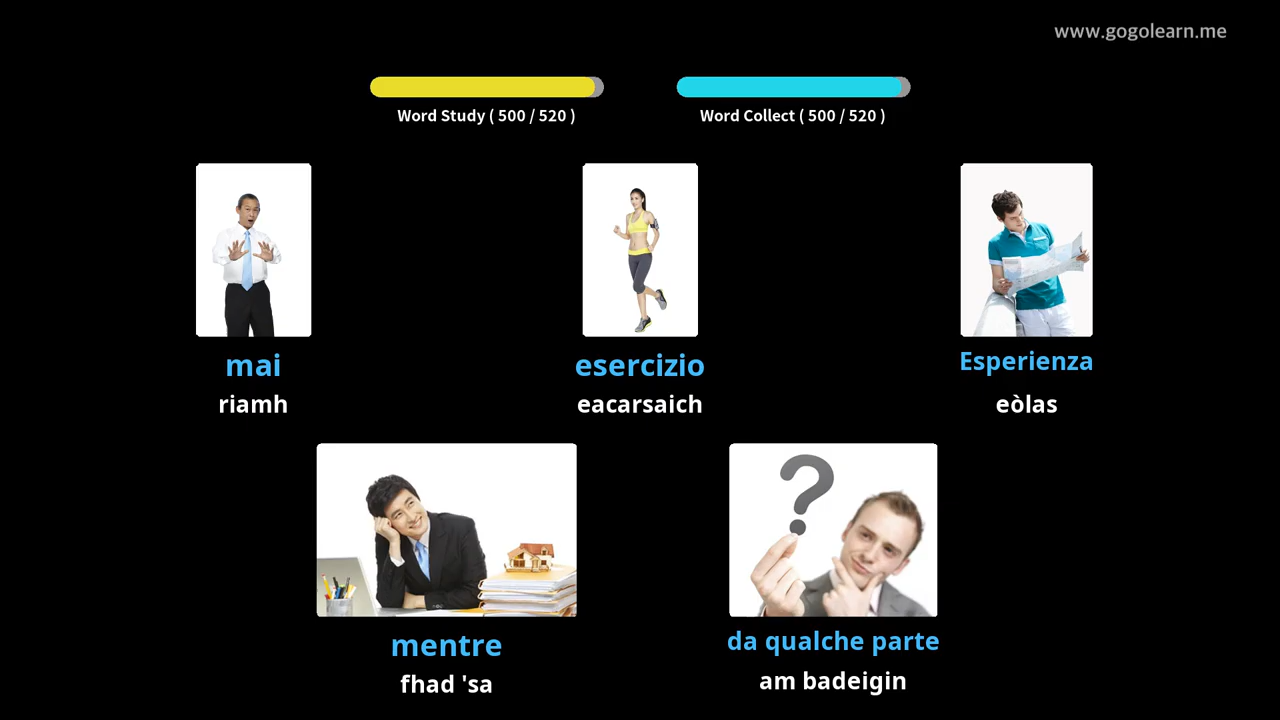 www.gogolearn.me
Word Study ( 500 / 520 )
Word Collect ( 500 / 520 )
mai
riamh
esercizio
eacarsaich
Esperienza
eòlas
mentre
fhad 'sa
da qualche parte
am badeigin